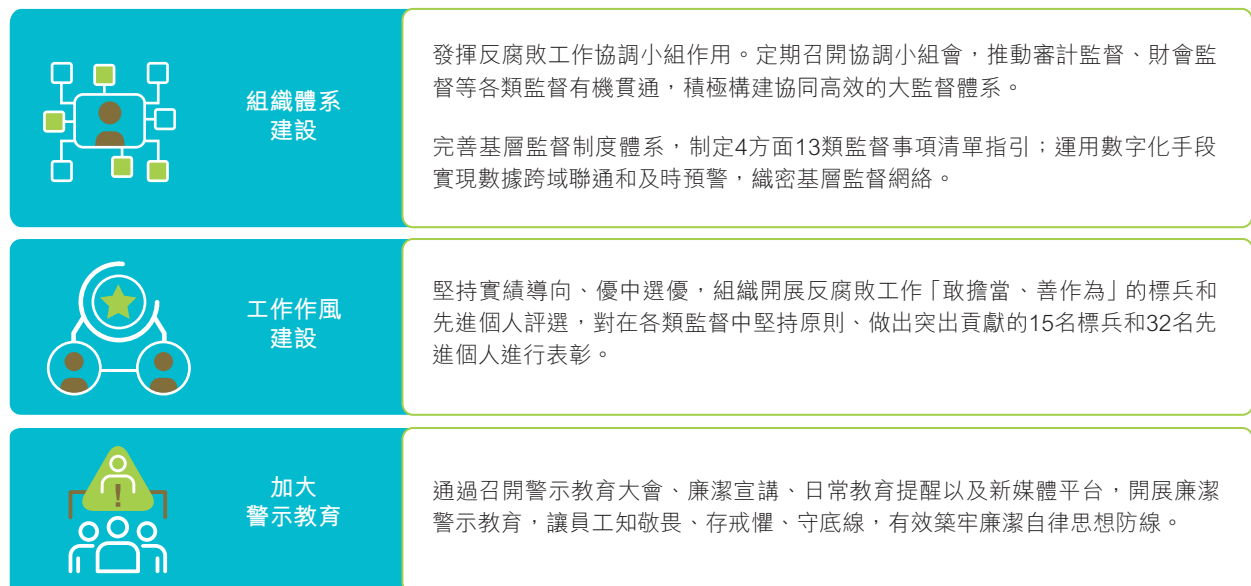 組織體系
建設
發揮反腐敗工作協調小組作用。定期召開協調小組會，推動審計監督、財會監
督等各類監督有機貫通，積極構建協同高效的大監督體系。
完善基層監督制度體系，制定4方面13類監督事項清單指引；運用數字化手段
實現數據跨域聯通和及時預警，織密基層監督網絡。
工作作風
建設
堅持實績導向、優中選優，組織開展反腐敗工作「敢擔當、善作為」的標兵和
先進個人評選，對在各類監督中堅持原則、做出突出貢獻的15名標兵和32名先
進個人進行表彰。
加大
警示教育
通過召開警示教育大會、廉潔宣講、日常教育提醒以及新媒體平台，開展廉潔
警示教育，讓員工知敬畏、存戒懼、守底線，有效築牢廉潔自律思想防線。